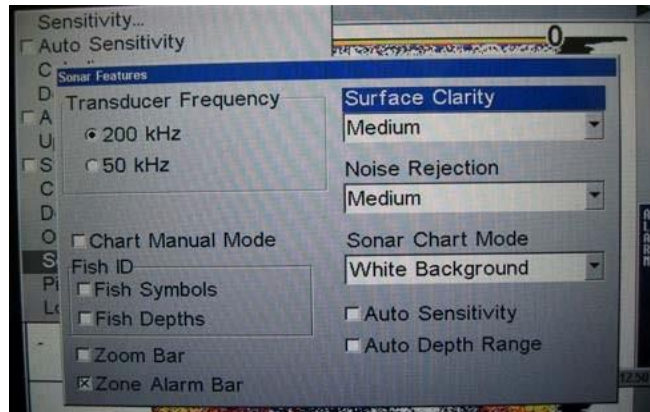 Sensitivity...
Auto Sensitivity
0
Sonar Features
Transducer Frequency
200 kHz
50 kHz
Chart Manual Mode
Fish ID
Fish Symbols
Fish Depths
Zoom Bar
Zone Alarm Bar
Surface Clarity
Medium
Noise Rejection
Medium
Sonar Chart Mode
White Background
Auto Sensitivity
Auto Depth Range
ALARM